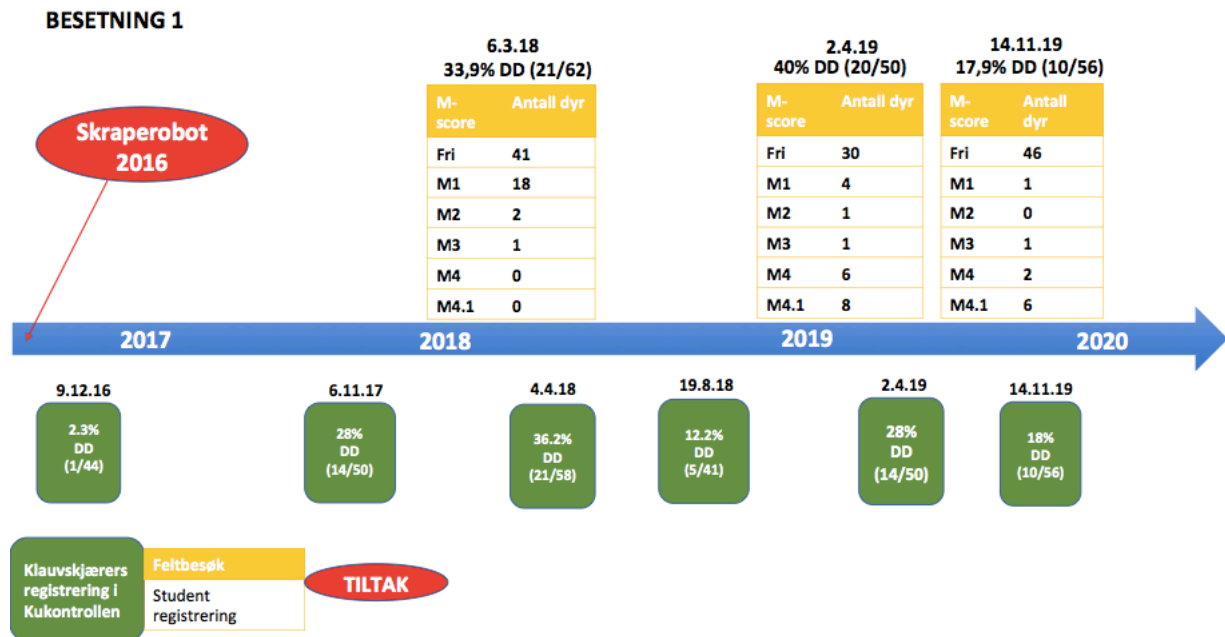 BESETNING 1
6.3.18
33,9% DD (21/62)
M-score Antall dyr
Fri 41
M1 18
M2 2
M3 1
M4 0
M4.1 0
2.4.19
40% DD (20/50)
M-score Antall dyr
Fri 30
M1 4
M2 1
M3 1
M4 6
M4.1 8
14.11.19
17,9% DD (10/56)
M-score Antall dyr
Fri 46
M1 1
M2 0
M3 1
M4 2
M4.1 6
Skraperobot
2016
2017 2018 2019 2020
9.12.16
2.3%
DD
(1/44)
6.11.17
28%
DD
(14/50)
4.4.18
36.2%
DD
(21/58)
19.8.18
12.2%
DD
(5/41)
2.4.19
28%
DD
(14/50)
14.11.19
18%
DD
(10/56)
Klauvskjærers
registrering i
Kukontrollen
Feltbesøk
Student
registrering
TILTAK